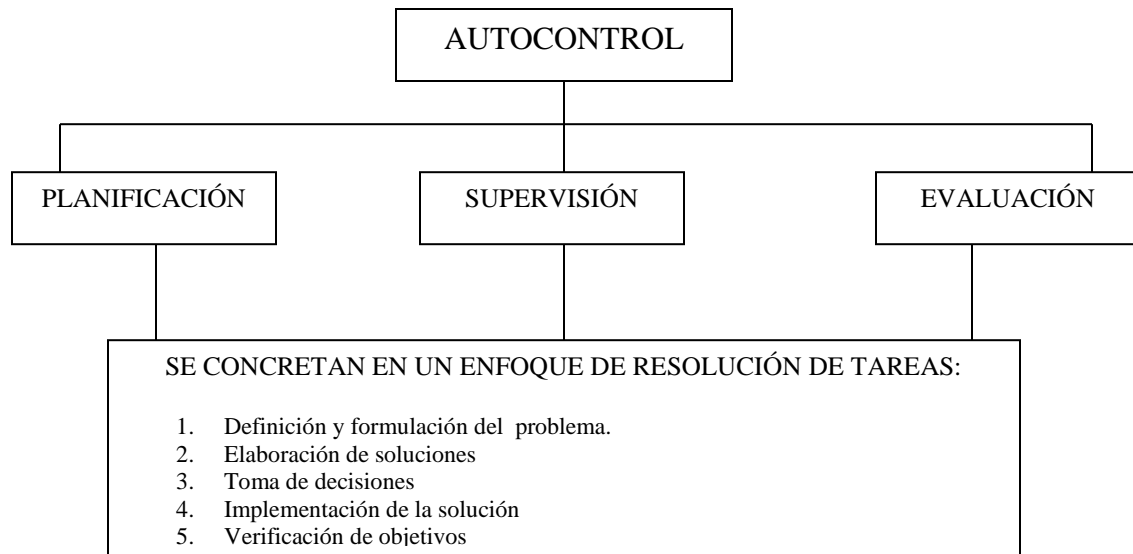 AUTOCONTROL
PLANIFICACIÓN
SUPERVISIÓN
EVALUACIÓN
SE CONCRETAN EN UN ENFOQUE DE RESOLUCIÓN DE TAREAS:
1. Definición y formulación del problema.
2. Elaboración de soluciones
3. Toma de decisiones
4. Implementación de la solución
5. Verificación de objetivos